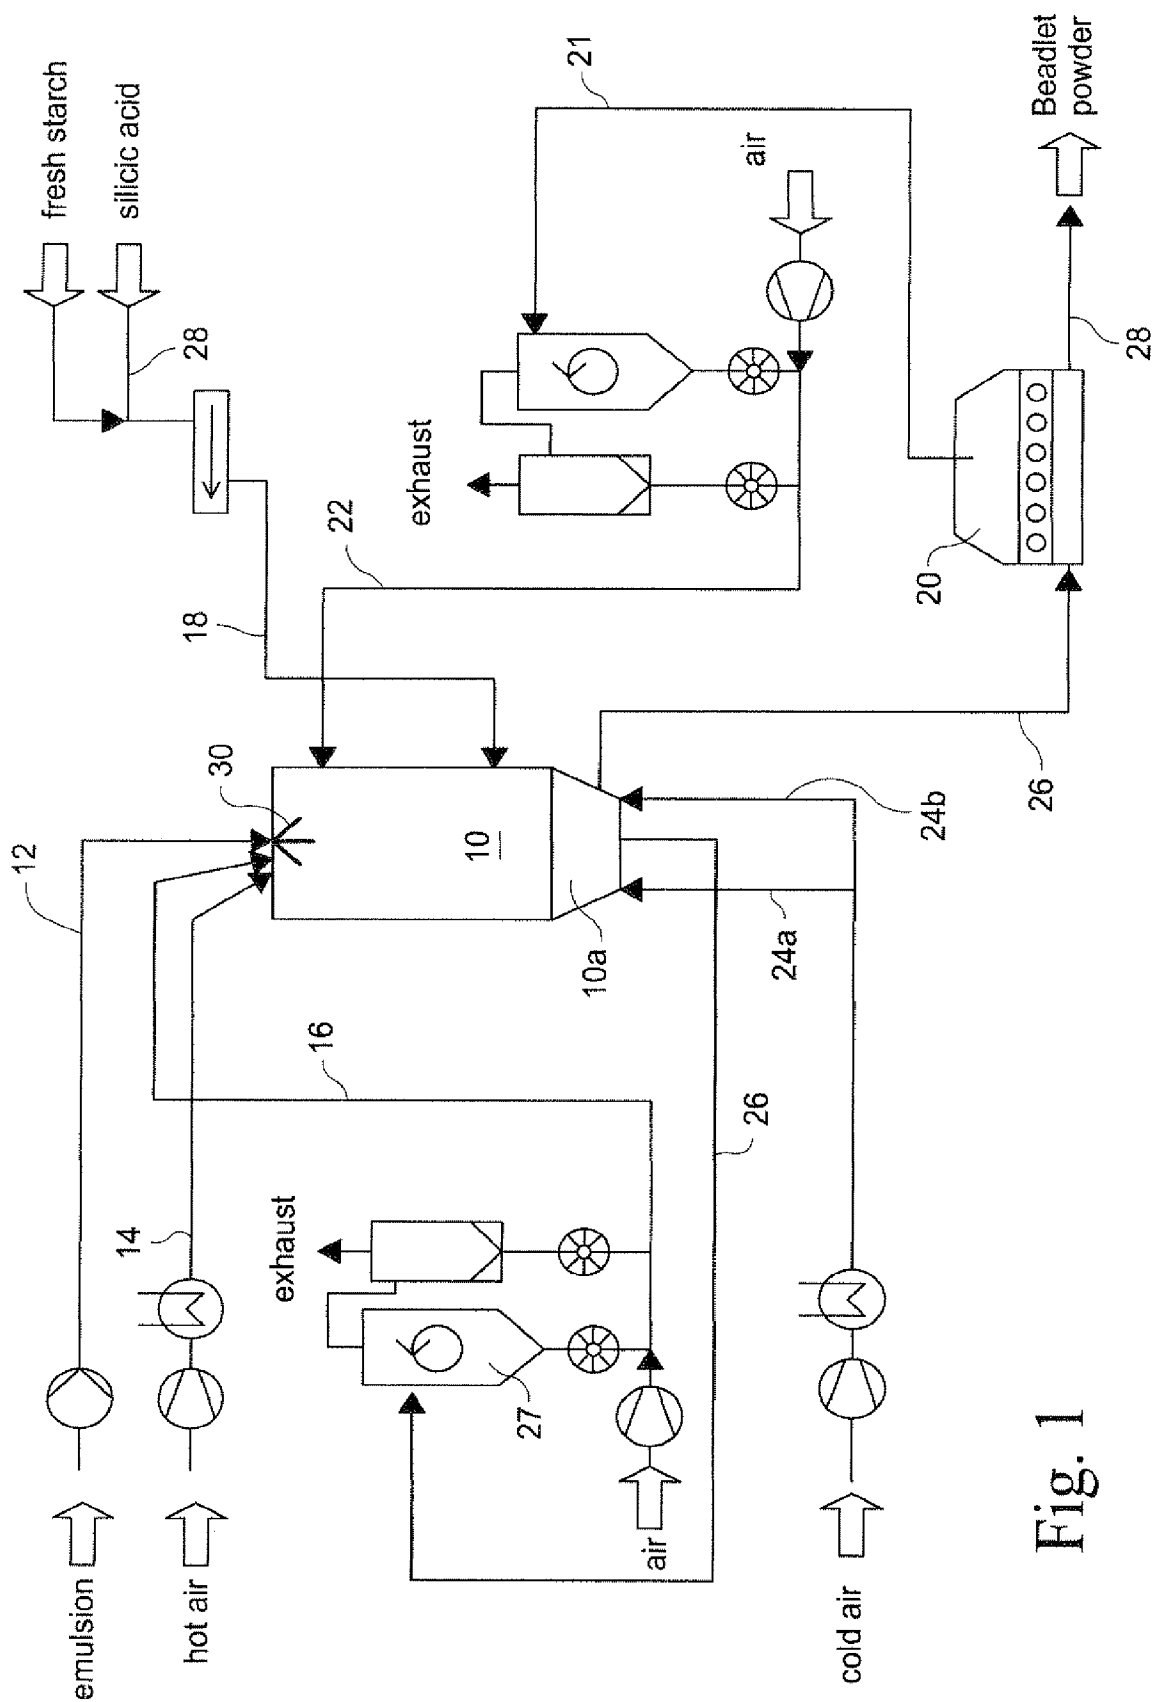 emulsion
12
hot air
14
30
fresh starch
silicic acid
28
18
22
exhaust
21
air
16
exhaust
27
air
10
10a
26
24a
24b
cold air
26
20
28
Beadlet
powder
Fig. 1